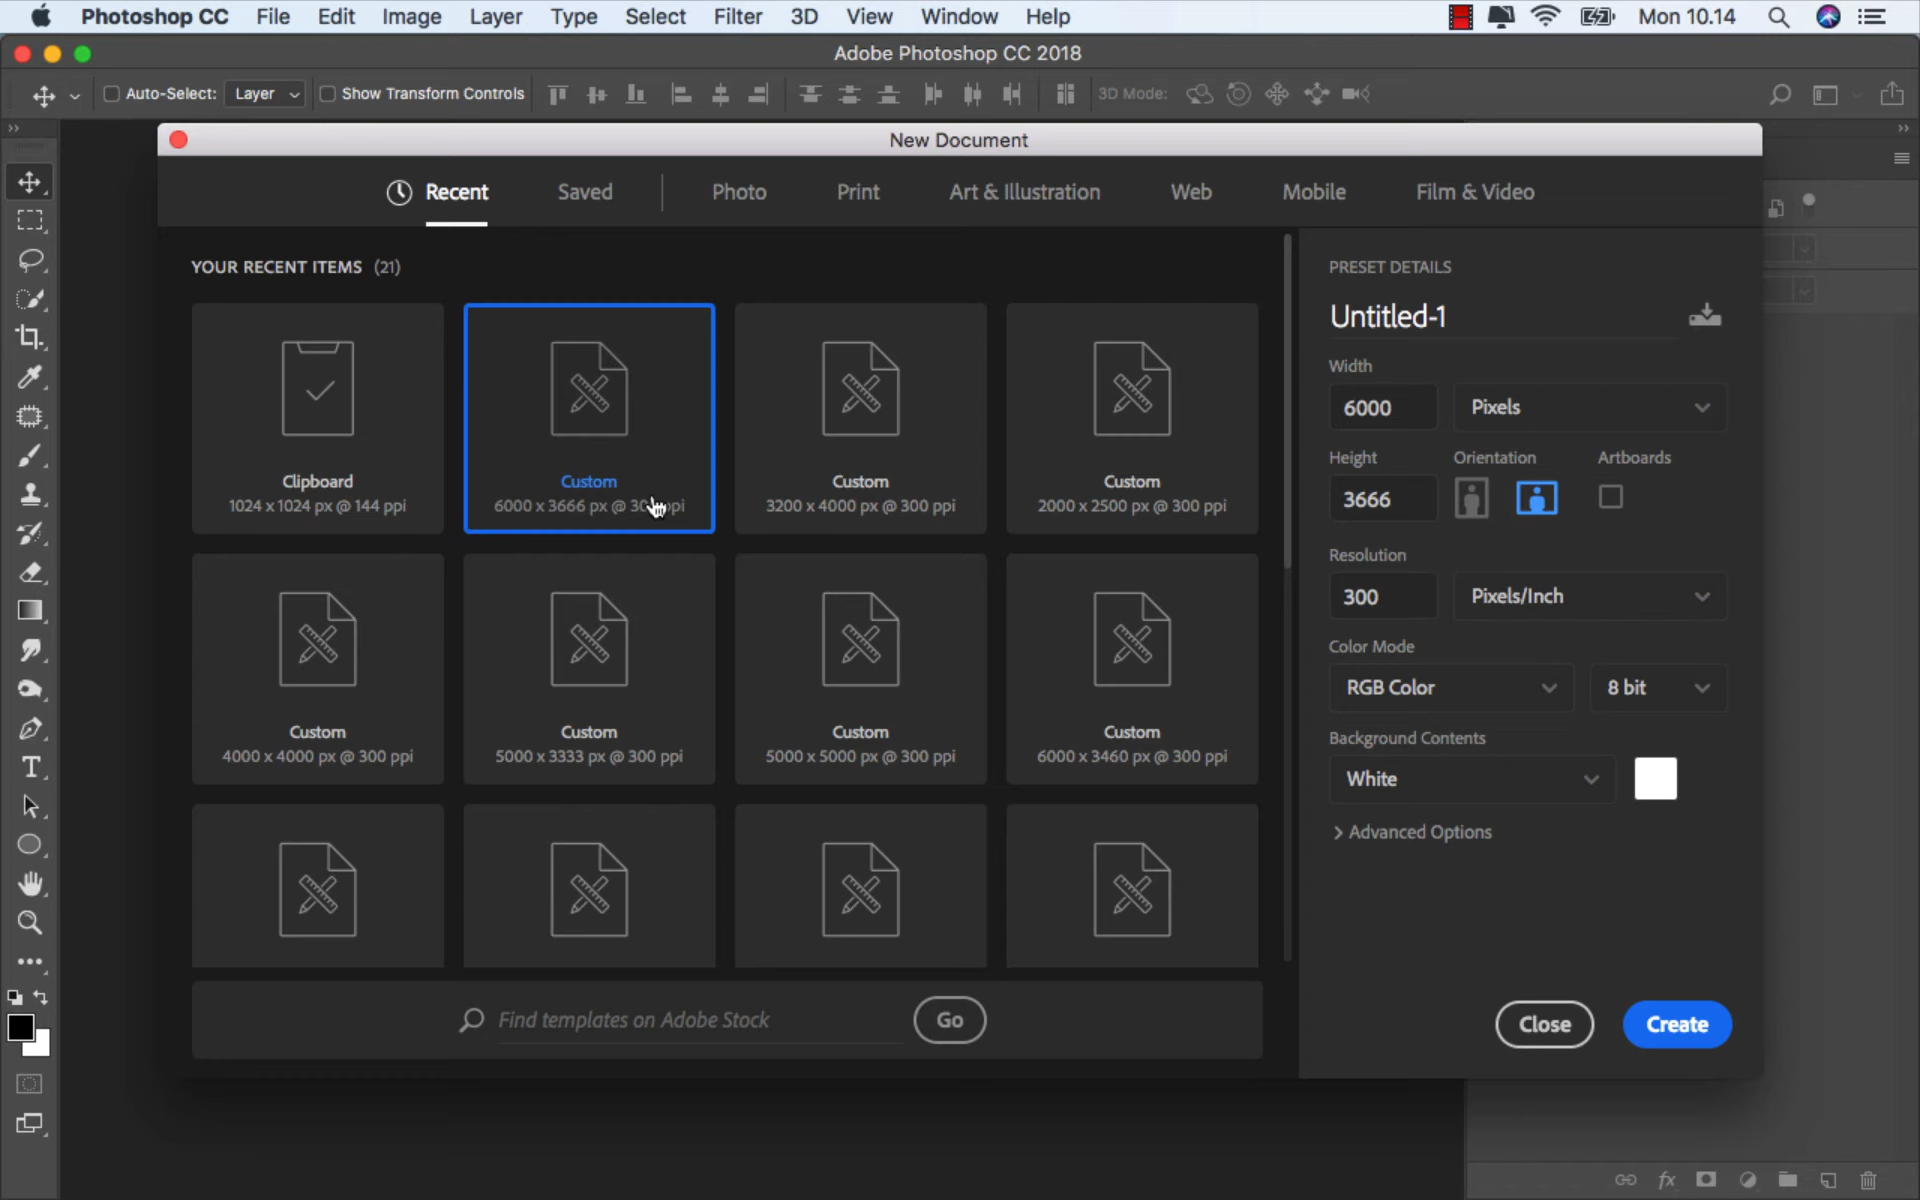 Photoshop CC File Edit Image Layer Type Select Filter 3D View Window Help Mon 10.14
Adobe Photoshop CC 2018
Auto-Select: Layer Show Transform Controls 3D Mode:
New Document
Recent Saved Photo Print Art & Illustration Web Mobile Film & Video
YOUR RECENT ITEMS (21)
Clipboard
1024 x 1024 px @ 144 ppi
Custom
6000 x 3666 px @ 30 ppi
Custom
3200 x 4000 px @ 300 ppi
Custom
2000 x 2500 px @ 300 ppi
Custom
4000 x 4000 px @ 300 ppi
Custom
5000 x 3333 px @ 300 ppi
Custom
5000 x 5000 px @ 300 ppi
Custom
6000 x 3460 px @ 300 ppi
Find templates on Adobe Stock Go
PRESET DETAILS
Untitled-1
Width
6000 Pixels
Height Orientation Artboards
3666
Resolution
300 Pixels/Inch
Color Mode
RGB Color 8 bit
Background Contents
White
Advanced Options
Close Create
fx